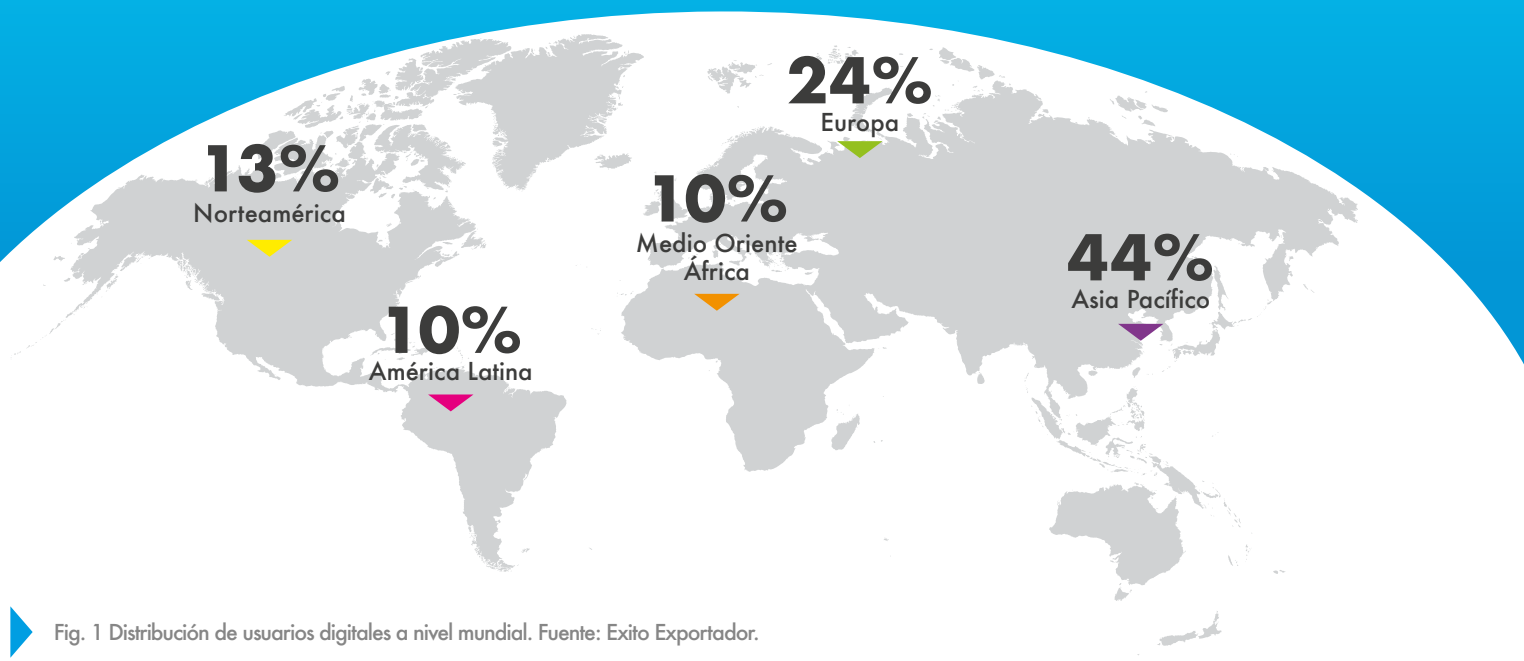 24%
Europa
13%
Norteamérica
10%
Medio Oriente
África
44%
Asia Pacífico
10%
América Latina
Fig. 1 Distribución de usuarios digitales a nivel mundial. Fuente: Exito Exportador.